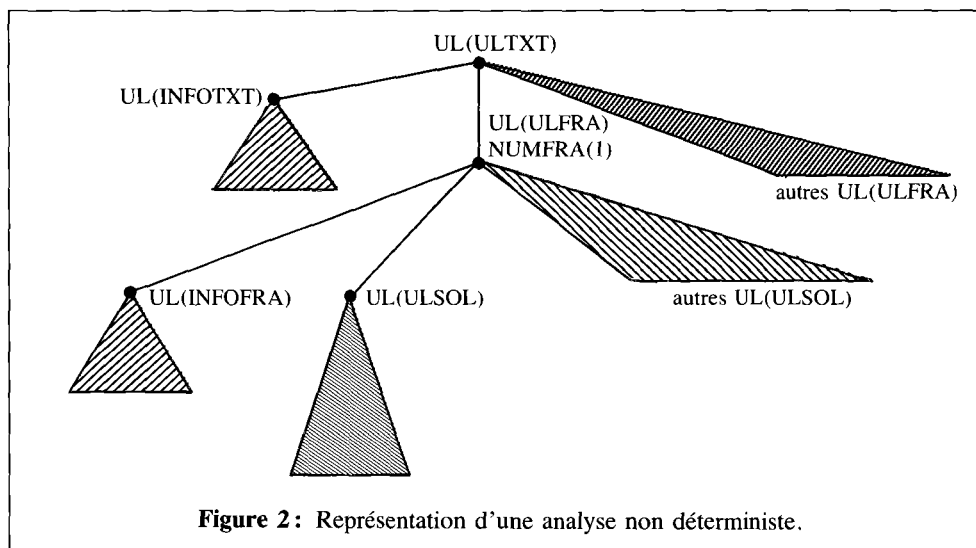 UL(ULTXT)
UL(INFOTXT)
UL(ULFRA)
NUMFRA(1)
autres UL(ULFRA)
UL(INFOFRA)
UL(ULSOL)
autres UL(ULSOL)
Figure 2: Représentation d'une analyse non déterministe.